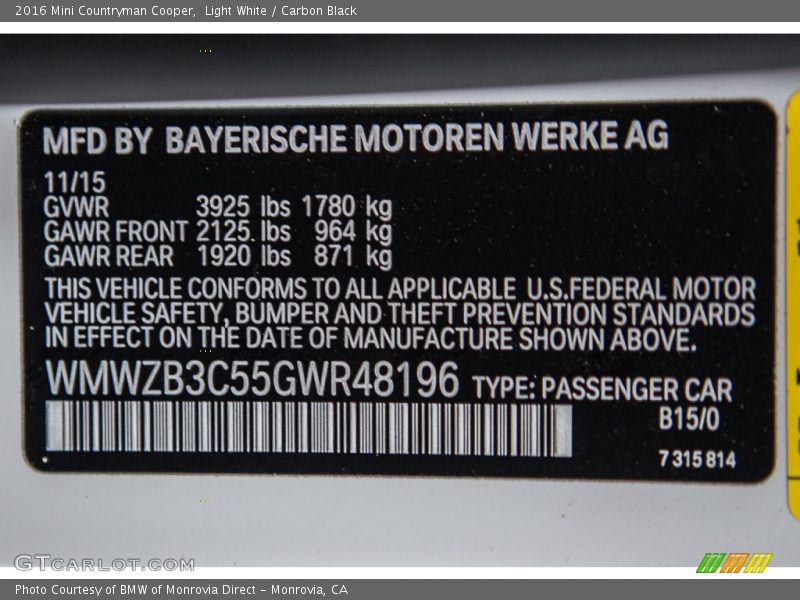 2016 Mini Countryman Cooper,  Light White / Carbon Black
MFD BY BAYERISCHE MOTOREN WERKE AG
11/15
GVWR 3925 lbs 1780 kg
GAWR FRONT 2125 lbs 964 kg
GAWR REAR 1920 lbs 871 kg
THIS VEHICLE CONFORMS TO ALL APPLICABLE U.S.FEDERAL MOTOR
VEHICLE SAFETY, BUMPER AND THEFT PREVENTION STANDARDS
IN EFFECT ON THE DATE OF MANUFACTURE SHOWN ABOVE.
WMWZB3C55GWR48196 TYPE: PASSENGER CAR
B15/0
7 315 814
GTCARLOT.COM
Photo Courtesy of BMW of Monrovia Direct - Monrovia, CA